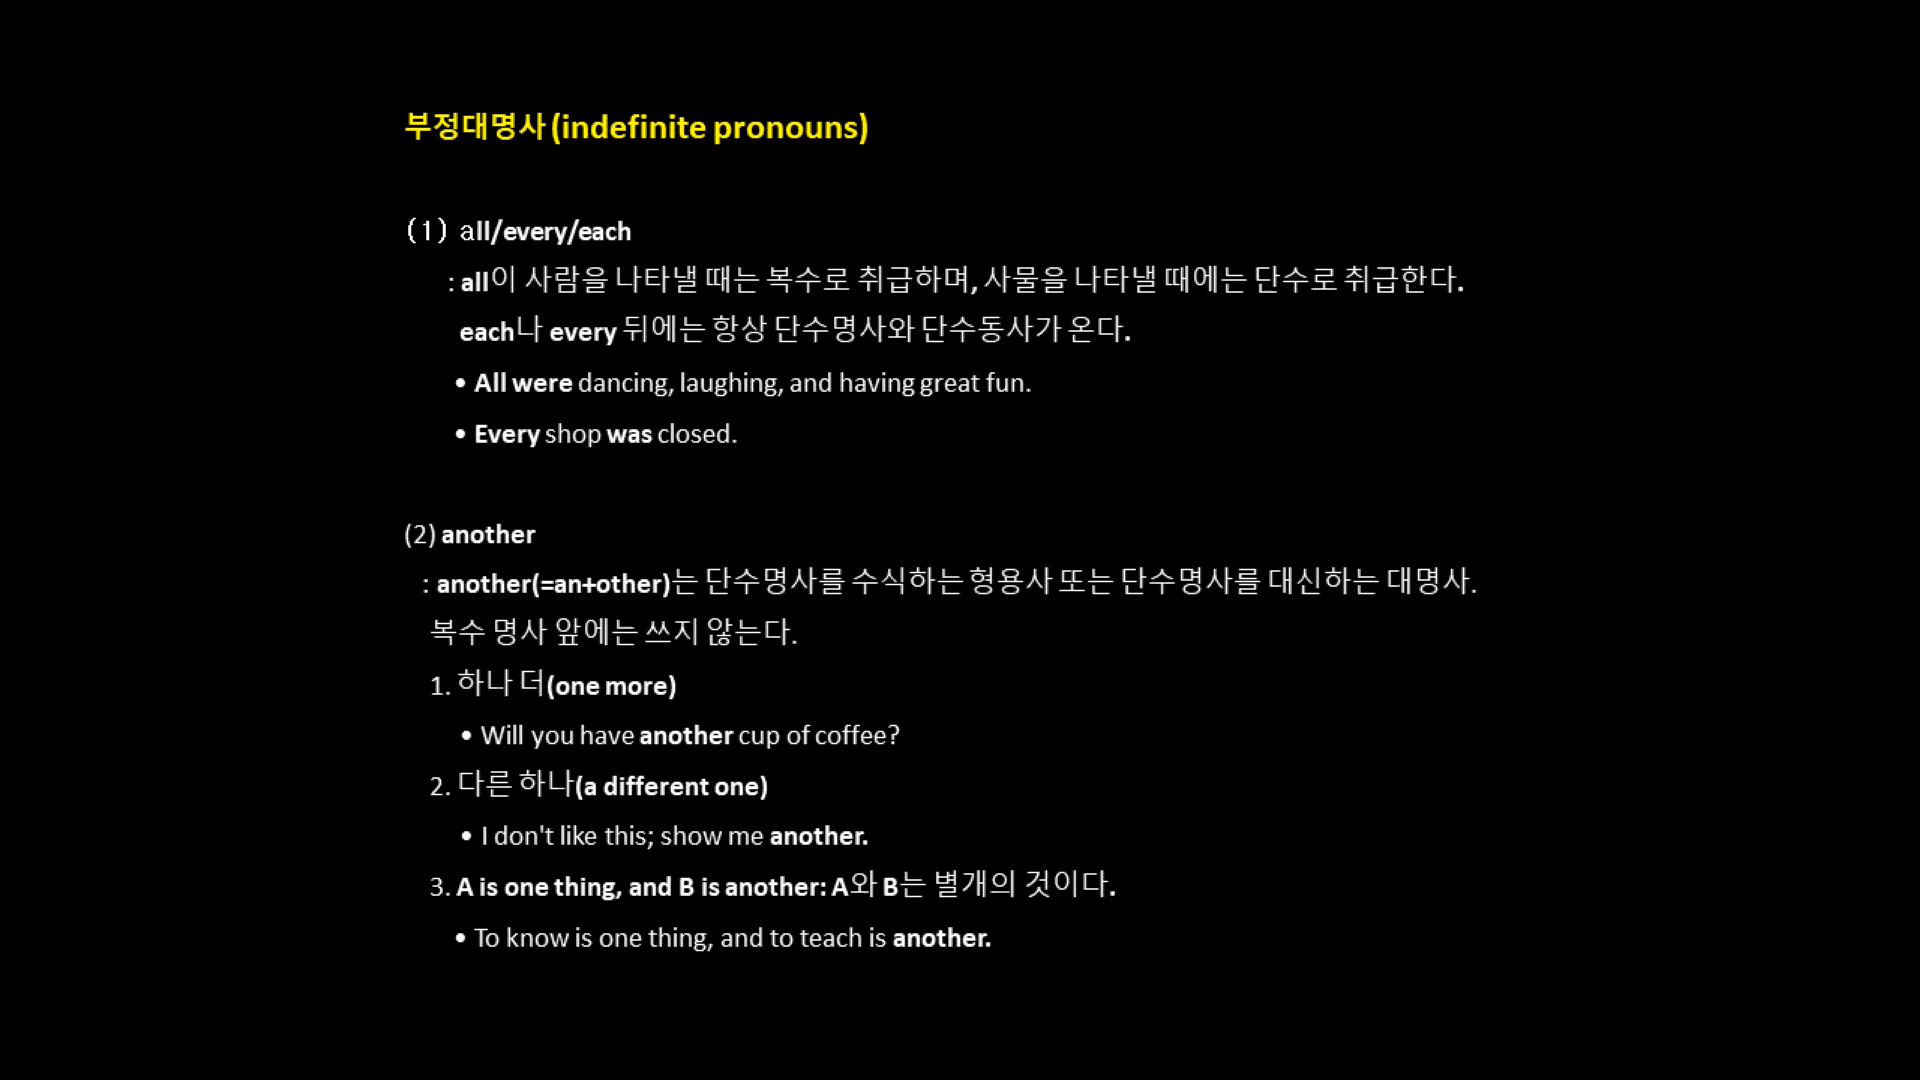 부정대명사(indefinite pronouns)
(1) all/every/each
: all이 사람을 나타낼 때는 복수로 취급하며, 사물을 나타낼 때에는 단수로 취급한다.
each나 every 뒤에는 항상 단수명사와 단수동사가 온다.
• All were dancing, laughing, and having great fun.
• Every shop was closed.
(2) another
: another(=an+other)는 단수명사를 수식하는 형용사 또는 단수명사를 대신하는 대명사.
복수 명사 앞에는 쓰지 않는다.
1. 하나 더(one more)
• Will you have another cup of coffee?
2. 다른 하나(a different one)
• I don't like this; show me another.
3. A is one thing, and B is another: A와 B는 별개의 것이다.
• To know is one thing, and to teach is another.